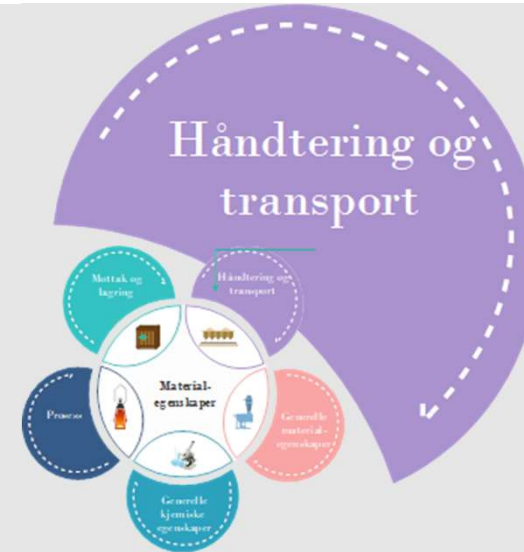 Håndtering og
transport
Mottak og
lagring
Håndtering og
transport
Material-
egenskaper
Prosess
Generelle
material-
egenskaper
Generelle
kjemiske
egenskaper